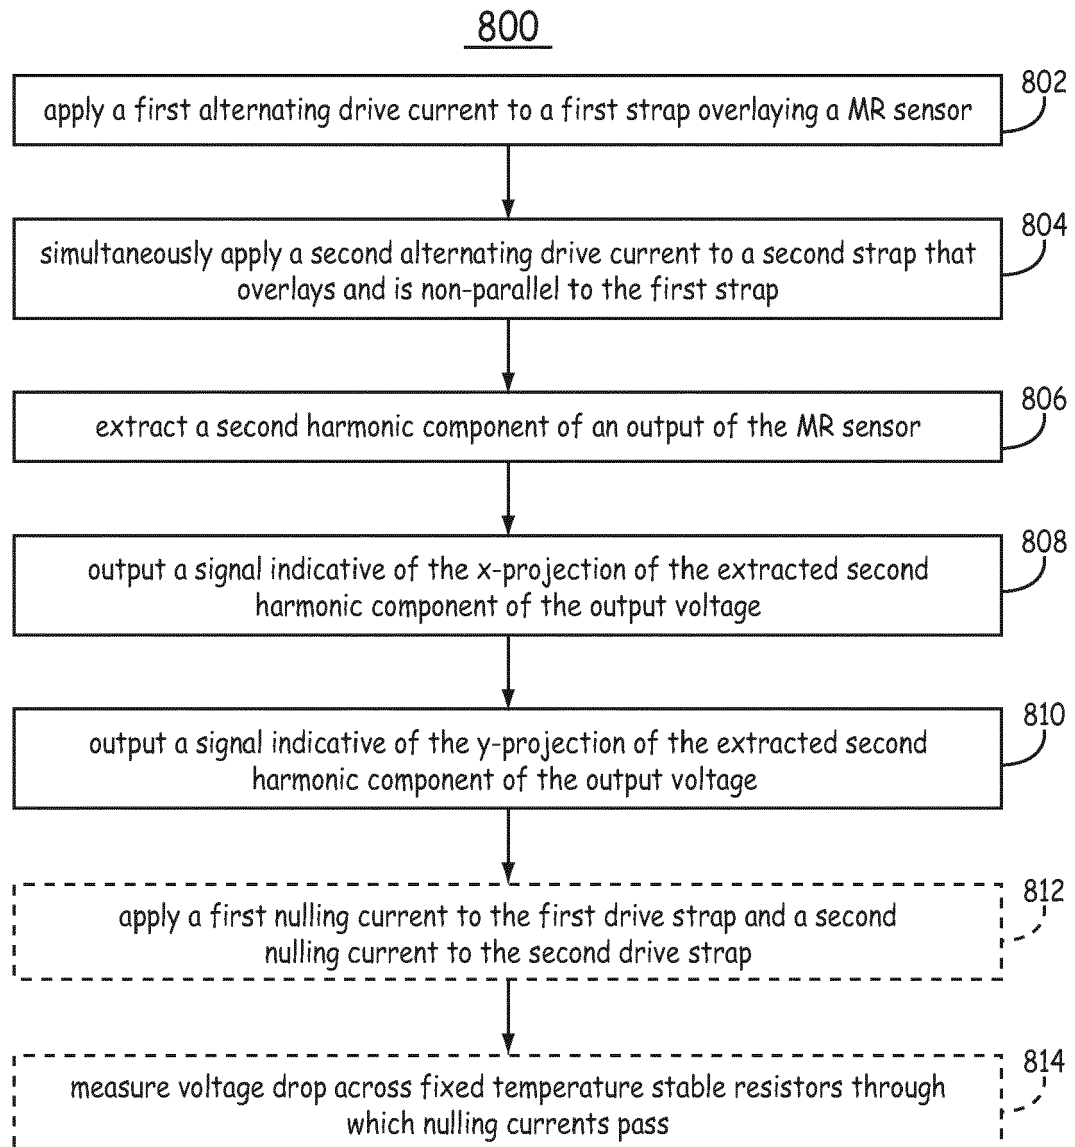 800
802
apply a first alternating drive current to a first strap overlaying a MR sensor
804
simultaneously apply a second alternating drive current to a second strap that
overlays and is non-parallel to the first strap
806
extract a second harmonic component of an output of the MR sensor
808
output a signal indicative of the x-projection of the extracted second
harmonic component of the output voltage
810
output a signal indicative of the y-projection of the extracted second
harmonic component of the output voltage
812
apply a first nulling current to the first drive strap and a second
nulling current to the second drive strap
814
measure voltage drop across fixed temperature stable resistors through
which nulling currents pass